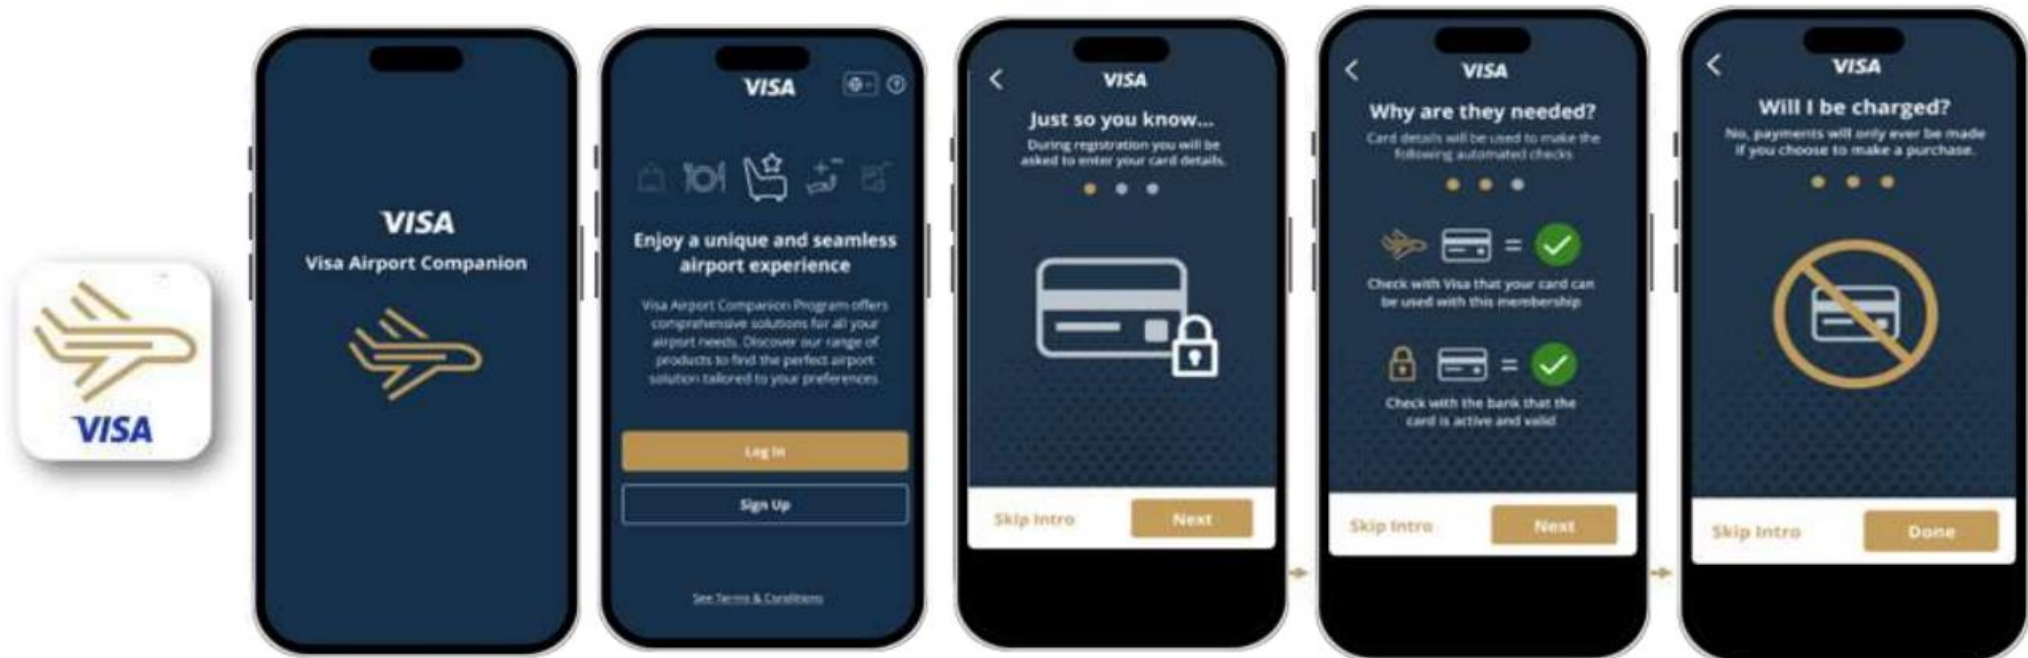 VISA
VISA
Visa Airport Companion
VISA
Enjoy a unique and seamless
airport experience
Visa Airport Companion Program offers
comprehensive solutions for all your
airport needs. Discover our range of
products to find the perfect airport
solution tailored to your preferences
Log In
Sign Up
See Terms & Conditions
VISA
Just so you know...
During registration you will be
asked to enter your card details.
Skip Intro
Next
VISA
Why are they needed?
Card details will be used to make the
following automated checks
=
Check with Visa that your card can
be used with this membership
=
Check with the bank that the
card is active and valid
Skip Intro
Next
VISA
Will I be charged?
No, payments will only ever be made
if you choose to make a purchase.
Skip Intro
Done